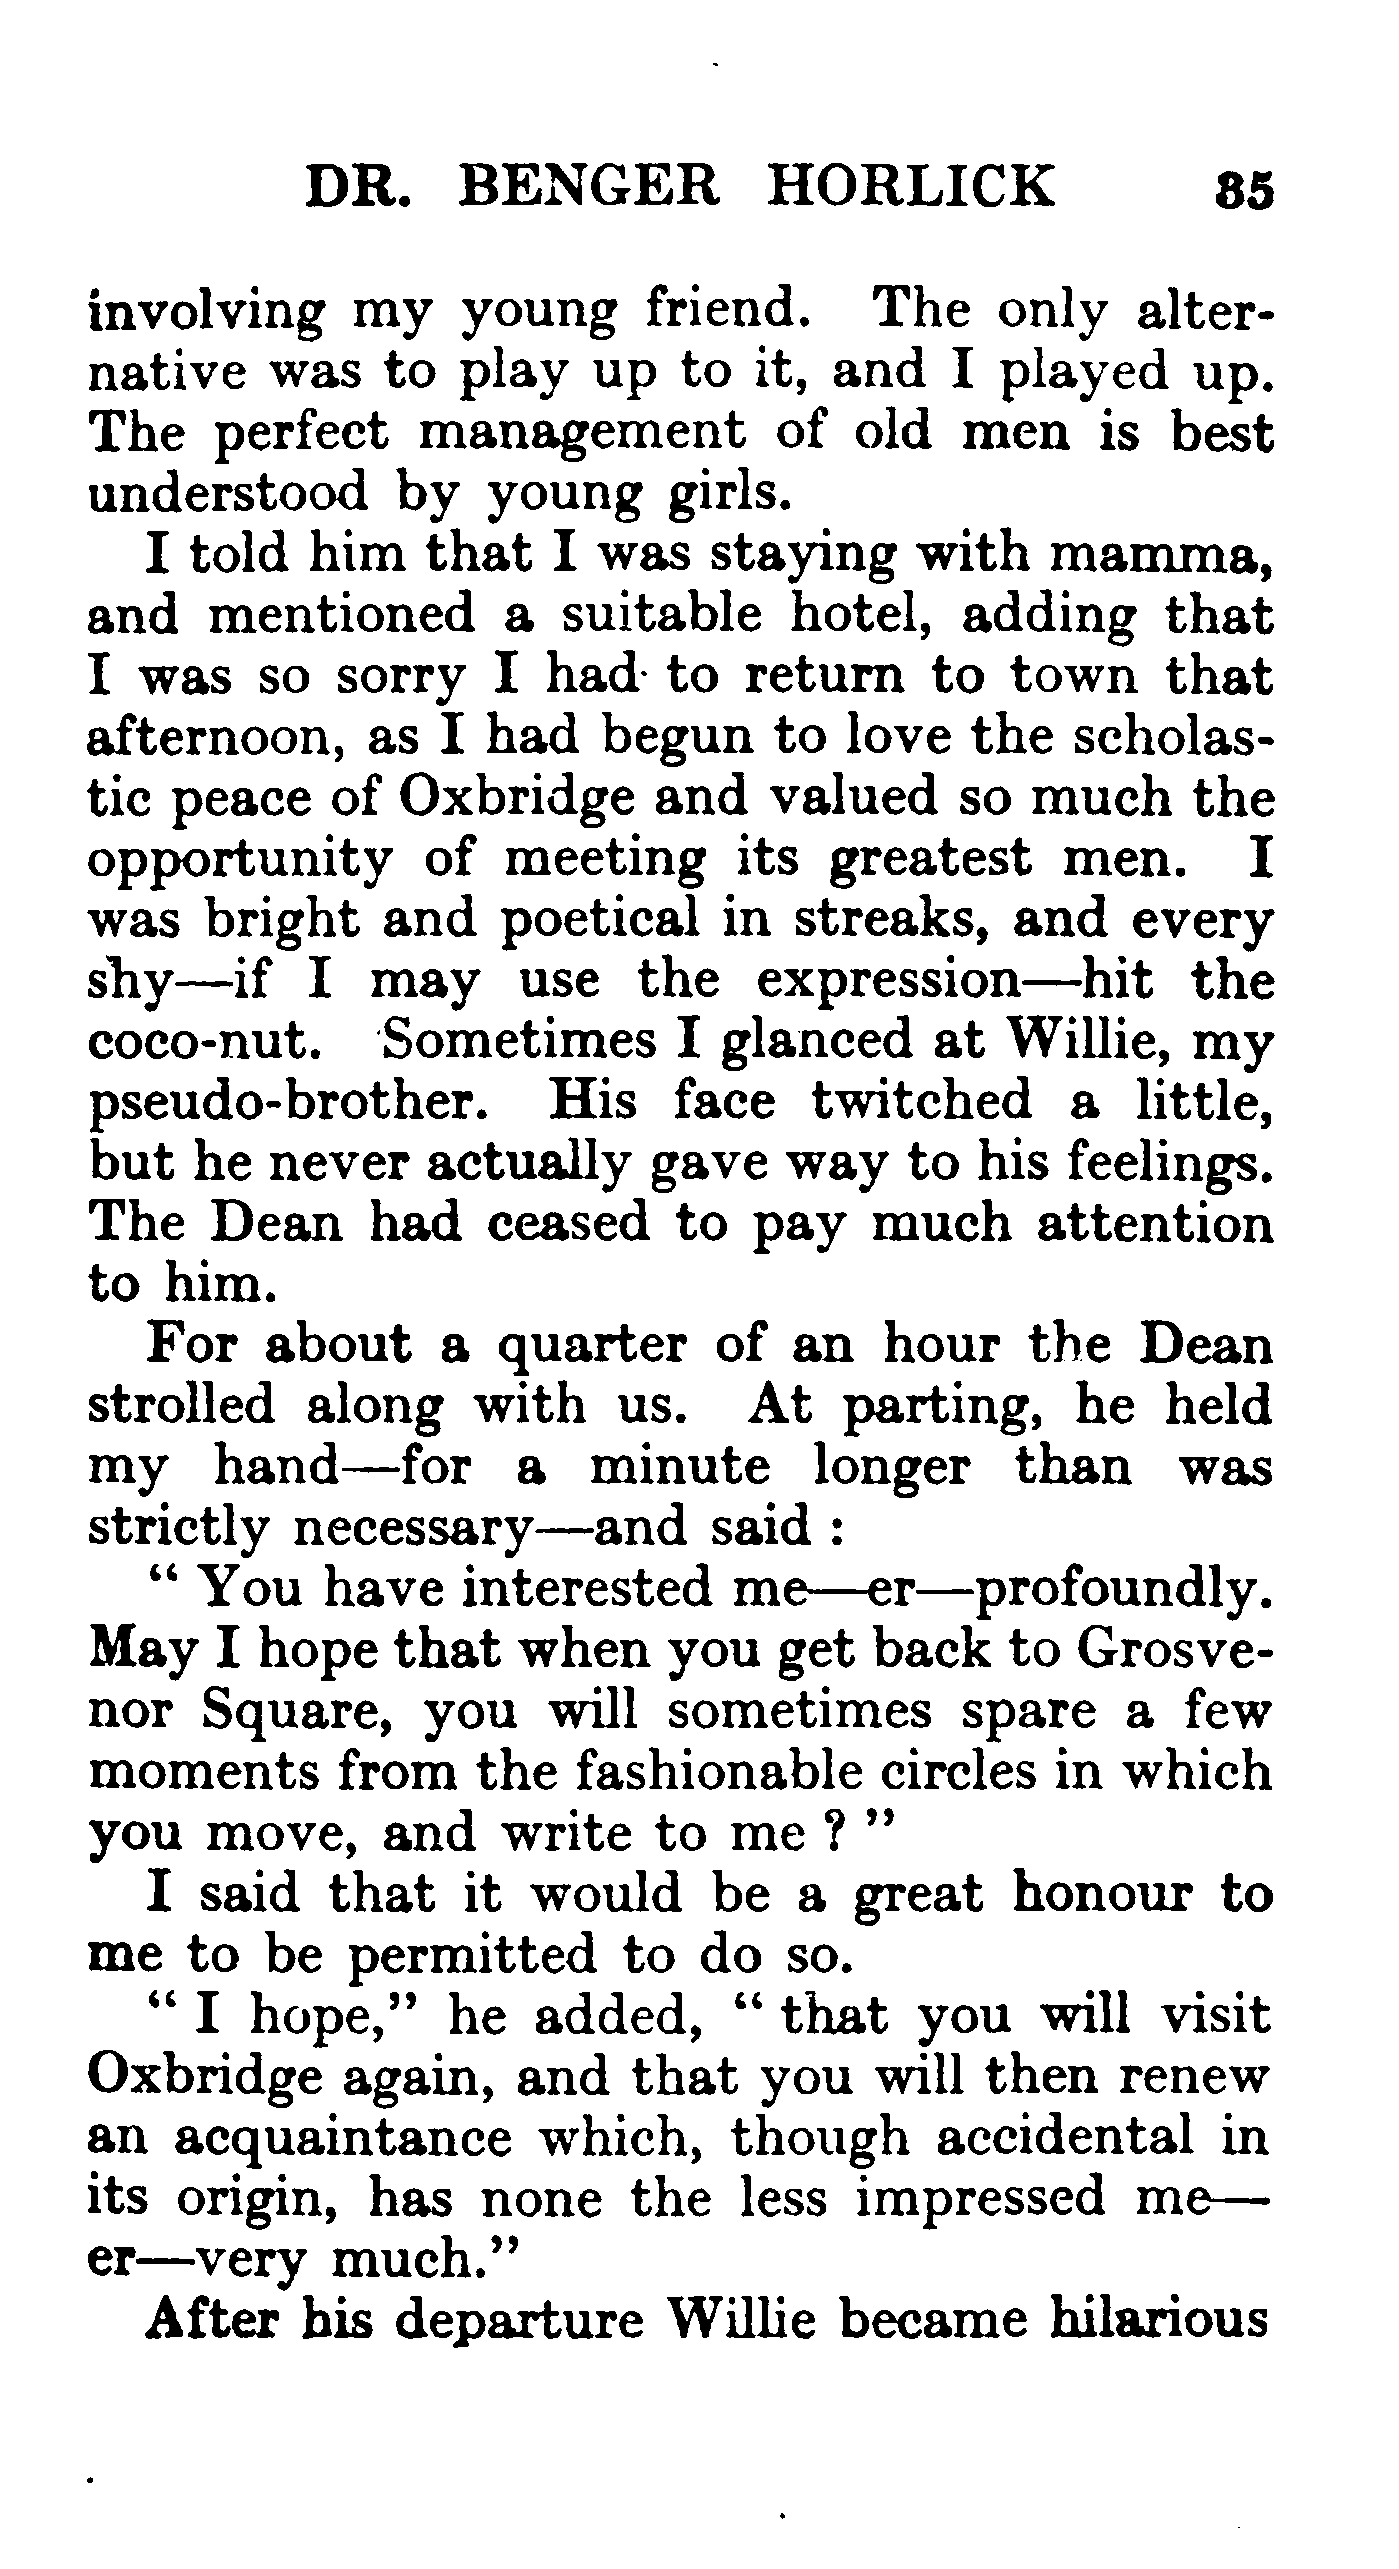 DR. BENGER HORLICK 85
involving my young friend. The only alter-
native was to play up to it, and I played up.
The perfect management of old men is best
understood by young girls.
I told him that I was staying with mamma,
and mentioned a suitable hotel, adding that
I was so sorry I had to return to town that
afternoon, as I had begun to love the scholas-
tic peace of Oxbridge and valued so much the
opportunity of meeting its greatest men. I
was bright and poetical in streaks, and every
shy—if I may use the expression—hit the
coco-nut. Sometimes I glanced at Willie, my
pseudo-brother. His face twitched a little,
but he never actually gave way to his feelings.
The Dean had ceased to pay much attention
to him.
For about a quarter of an hour the Dean
strolled along with us. At parting, he held
my hand—for a minute longer than was
strictly necessary—and said :
“ You have interested me—er—profoundly.
May I hope that when you get back to Grosve-
nor Square, you will sometimes spare a few
moments from the fashionable circles in which
you move, and write to me ? ”
I said that it would be a great honour to
me to be permitted to do so.
“ I hope,” he added, “ that you will visit
Oxbridge again, and that you will then renew
an acquaintance which, though accidental in
its origin, has none the less impressed me—
er—very much.”
After his departure Willie became hilarious